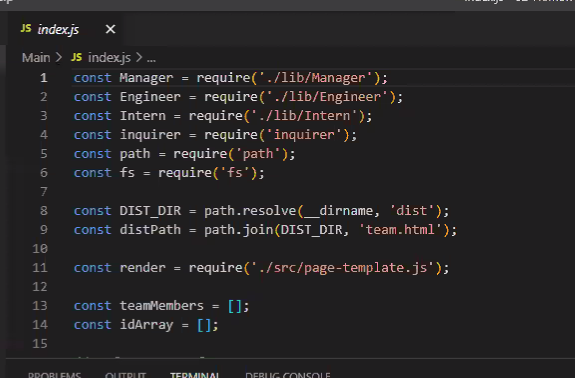 JS index.js ×
Main > JS index.js > ...
1 const Manager = require('./lib/Manager');
2 const Engineer = require('./lib/Engineer');
3 const Intern = require('./lib/Intern');
4 const inquirer = require('inquirer');
5 const path = require('path');
6 const fs = require('fs');
7
8 const DIST_DIR = path.resolve(__dirname, 'dist');
9 const distPath = path.join(DIST_DIR, 'team.html');
10
11 const render = require('./src/page-template.js');
12
13 const teamMembers = [];
14 const idArray = [];
15
PROBLEMS OUTPUT TERMINAL DEBUG CONSOLE